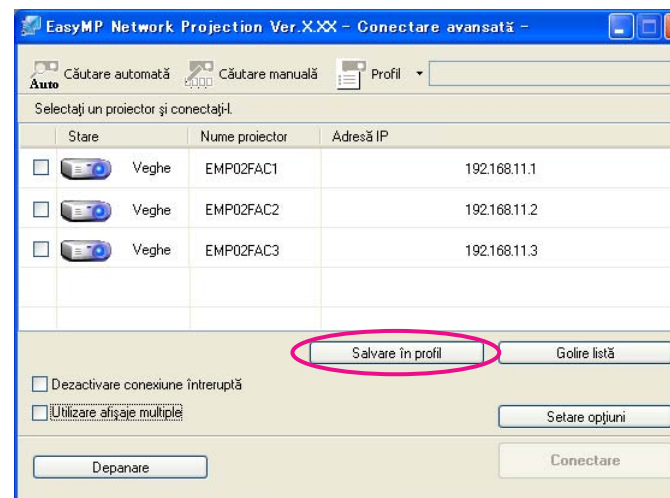 EasyMP Network Projection Ver.X.XX - Conectare avansată -
Auto Căutare automată Căutare manuală Profil
Selectați un proiector și conectați-l.
Stare Nume proiector Adresă IP
Veghe EMP02FAC1 192.168.11.1
Veghe EMP02FAC2 192.168.11.2
Veghe EMP02FAC3 192.168.11.3
Salvare în profil Golire listă
Dezactivare conexiune întreruptă
Utilizare afişaje multiple
Setare opțiuni
Depanare Conectare